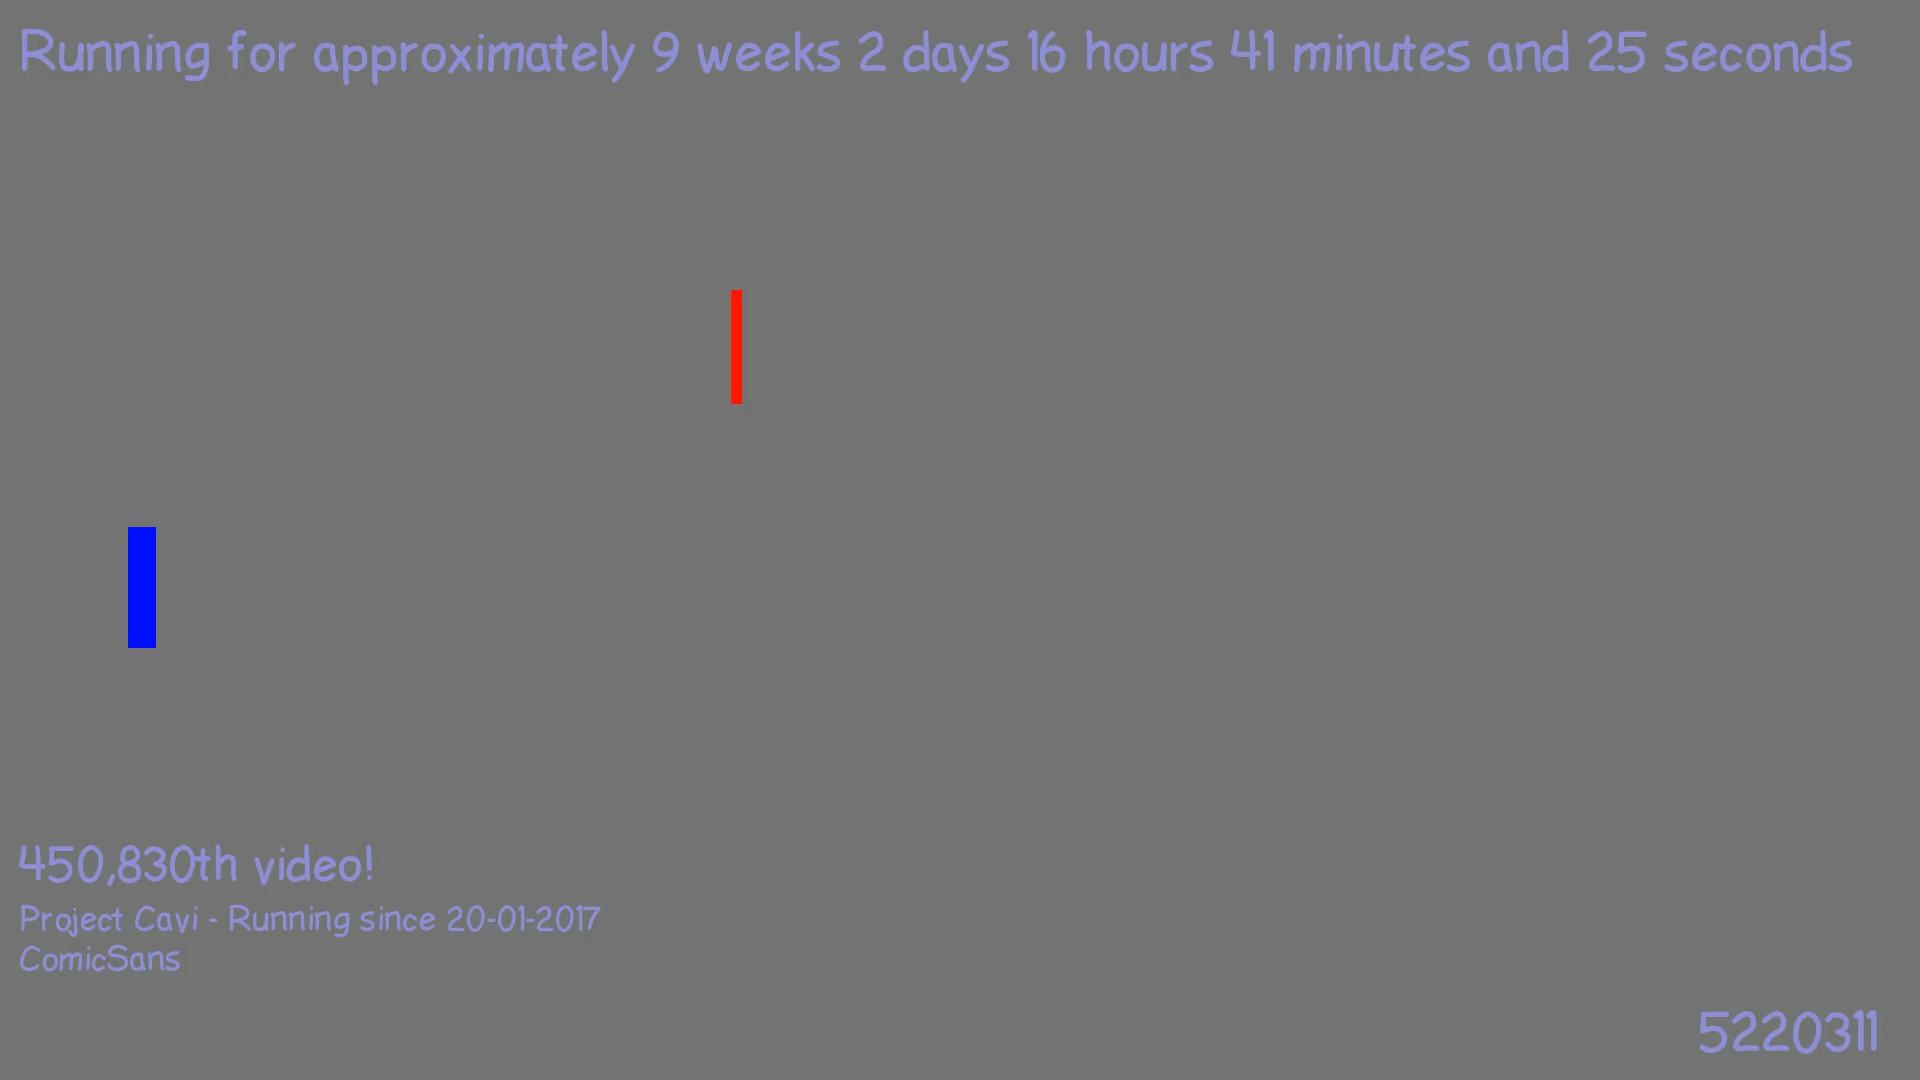 Running for approximately 9 weeks 2 days 16 hours 41 minutes and 25 seconds
450,830th video!
Project Cavi - Running since 20-01-2017
ComicSans
5220311